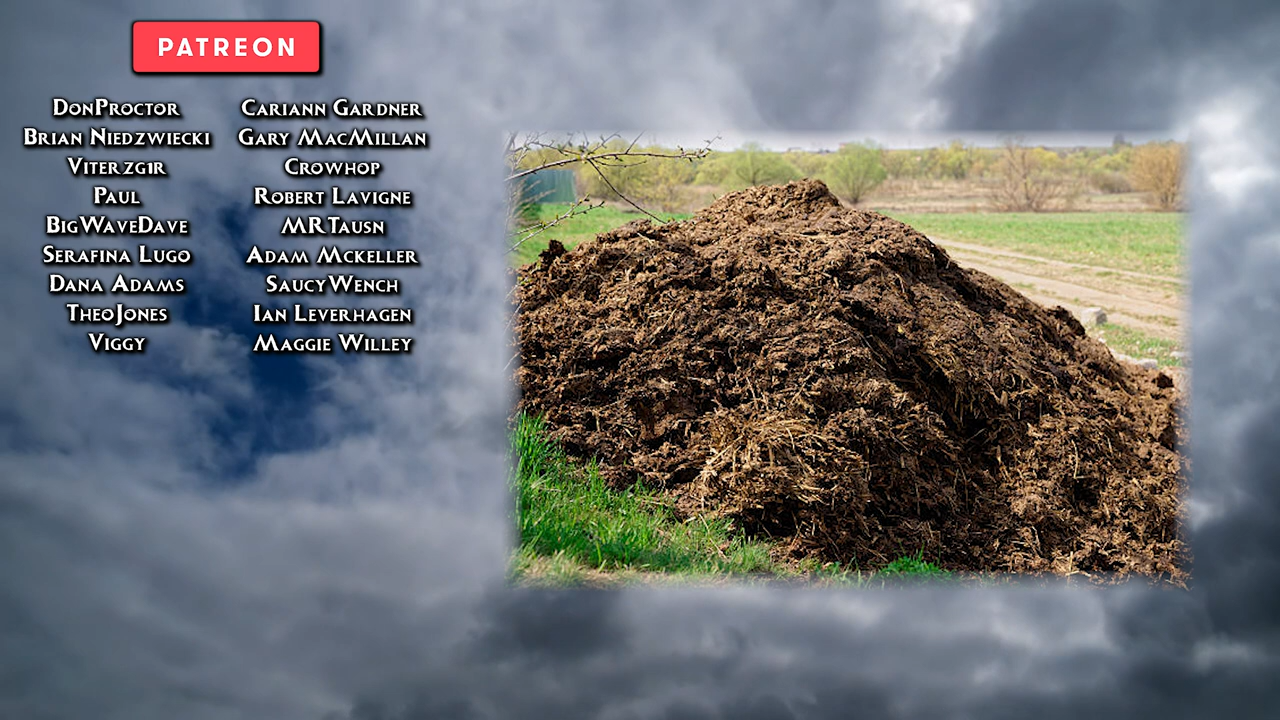 PATREON
DonProctor
Brian Niedzwiecki
Viterzg1r
Paul
BigWaveDave
Serafina Lugo
Dana Adams
TheoJones
Viggy
Cariann Gardner
Gary MacMillan
Crowhop
Robert Lavigne
MRTausn
Adam Mckeller
SaucyWench
Ian Leverhagen
Maggie Willey